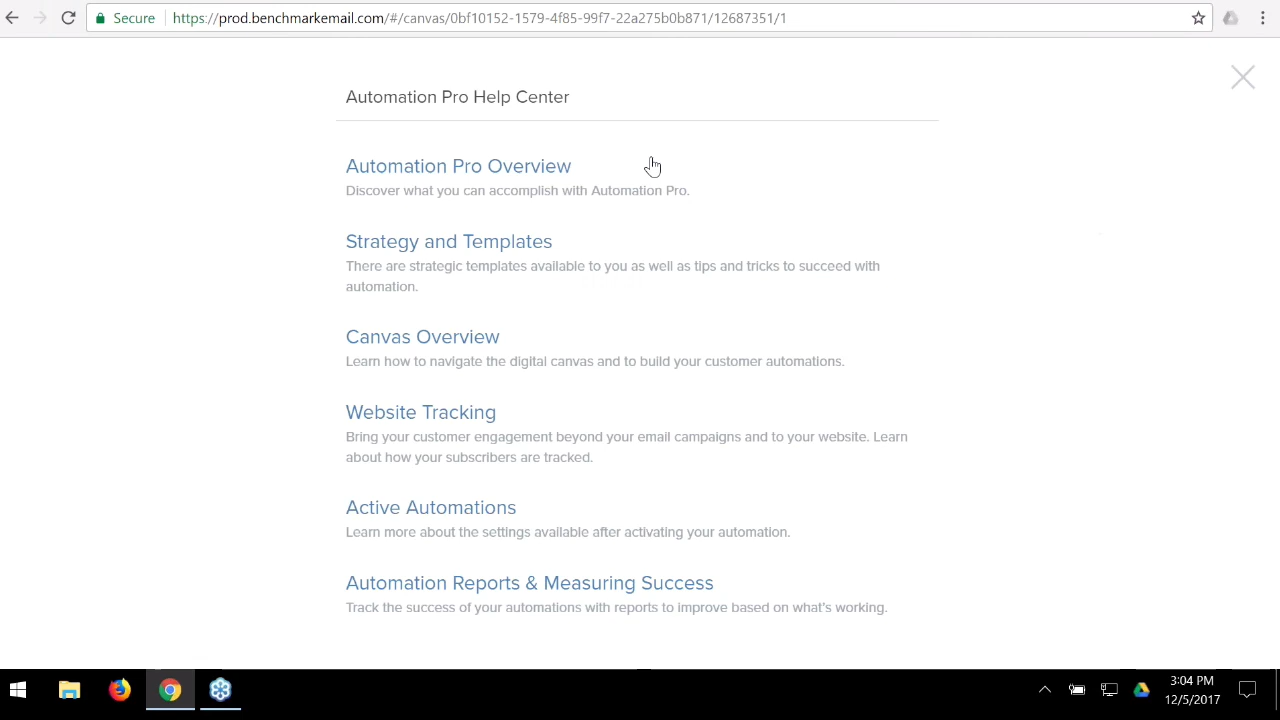 Secure https://prod.benchmarkemail.com/#/canvas/0bf10152-1579-4f85-99f7-22a275b0b871/12687351/1
Automation Pro Help Center
Automation Pro Overview
Discover what you can accomplish with Automation Pro.
Strategy and Templates
There are strategic templates available to you as well as tips and tricks to succeed with
automation.
Canvas Overview
Learn how to navigate the digital canvas and to build your customer automations.
Website Tracking
Bring your customer engagement beyond your email campaigns and to your website. Learn
about how your subscribers are tracked.
Active Automations
Learn more about the settings available after activating your automation.
Automation Reports & Measuring Success
Track the success of your automations with reports to improve based on what's working.
3:04 PM
12/5/2017